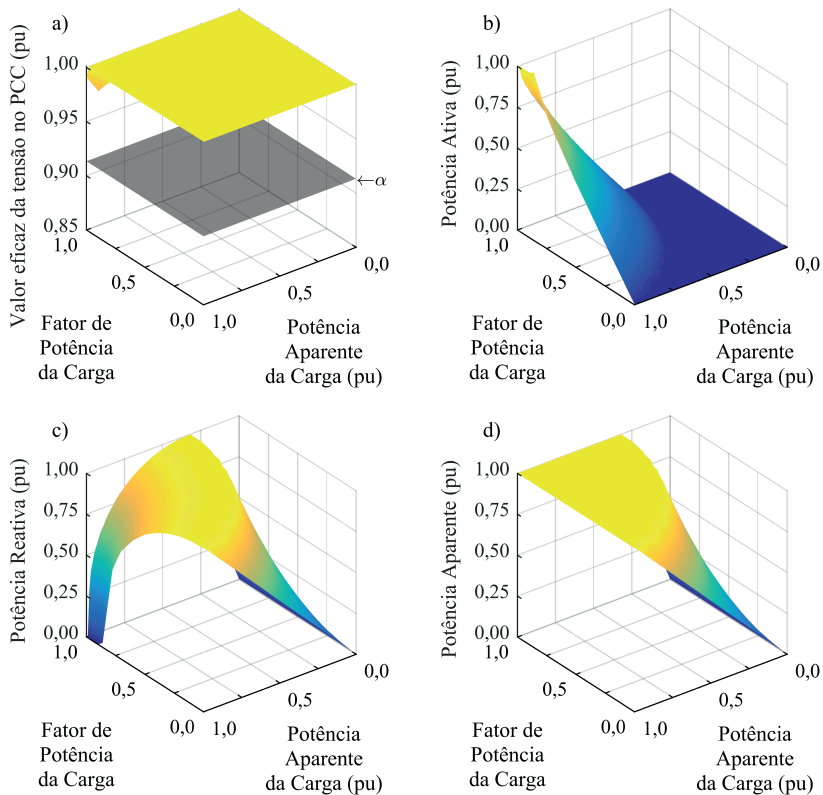 a)
Valor eficaz da tensão no PCC (pu)
1,00
0,95
0,90
0,85
←α
1,0
0,5
0,0
1,0
0,5
0,0
Fator de
Potência
da Carga
Potência
Aparente
da Carga (pu)
b)
Potência Ativa (pu)
1,00
0,75
0,50
0,25
0,00
1,0
0,5
0,0
1,0
0,5
0,0
Fator de
Potência
da Carga
Potência
Aparente
da Carga (pu)
c)
Potência Reativa (pu)
1,00
0,75
0,50
0,25
0,00
1,0
0,5
0,0
1,0
0,5
0,0
Fator de
Potência
da Carga
Potência
Aparente
da Carga (pu)
d)
Potência Aparente (pu)
1,00
0,75
0,50
0,25
0,00
1,0
0,5
0,0
1,0
0,5
0,0
Fator de
Potência
da Carga
Potência
Aparente
da Carga (pu)